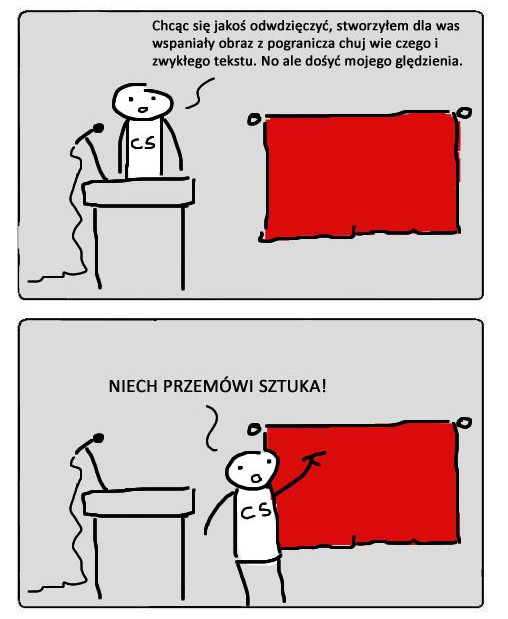 Chcąc się jakoś odwdzięczyć, stworzyłem dla was
wspaniały obraz z pogranicza chuj wie czego i
zwykłego tekstu. No ale dosyć mojego ględzienia.
CS
NIECH PRZEMÓWI SZTUKA!
CS